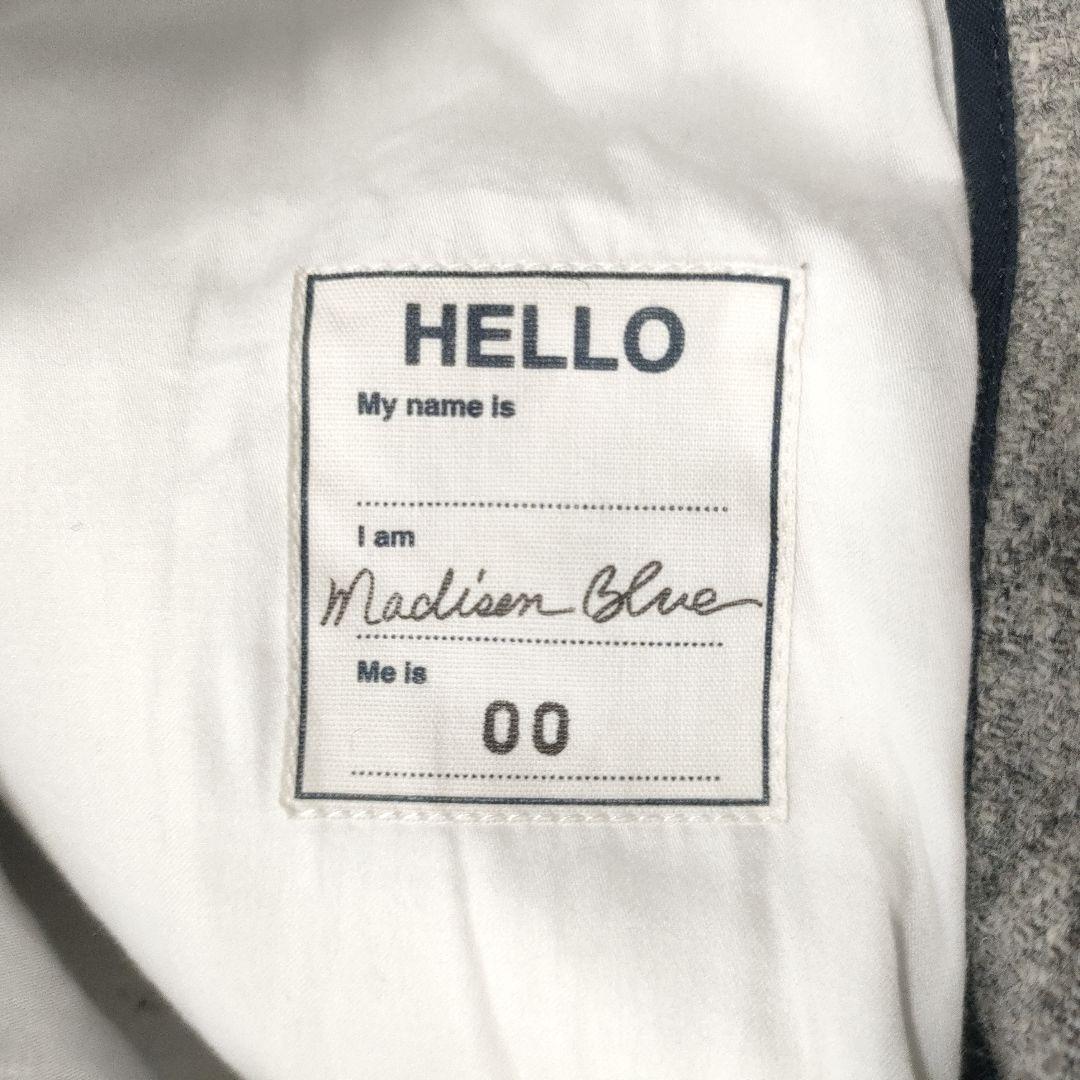 HELLO
My name is
I am
Madisen Blue
Me is
00